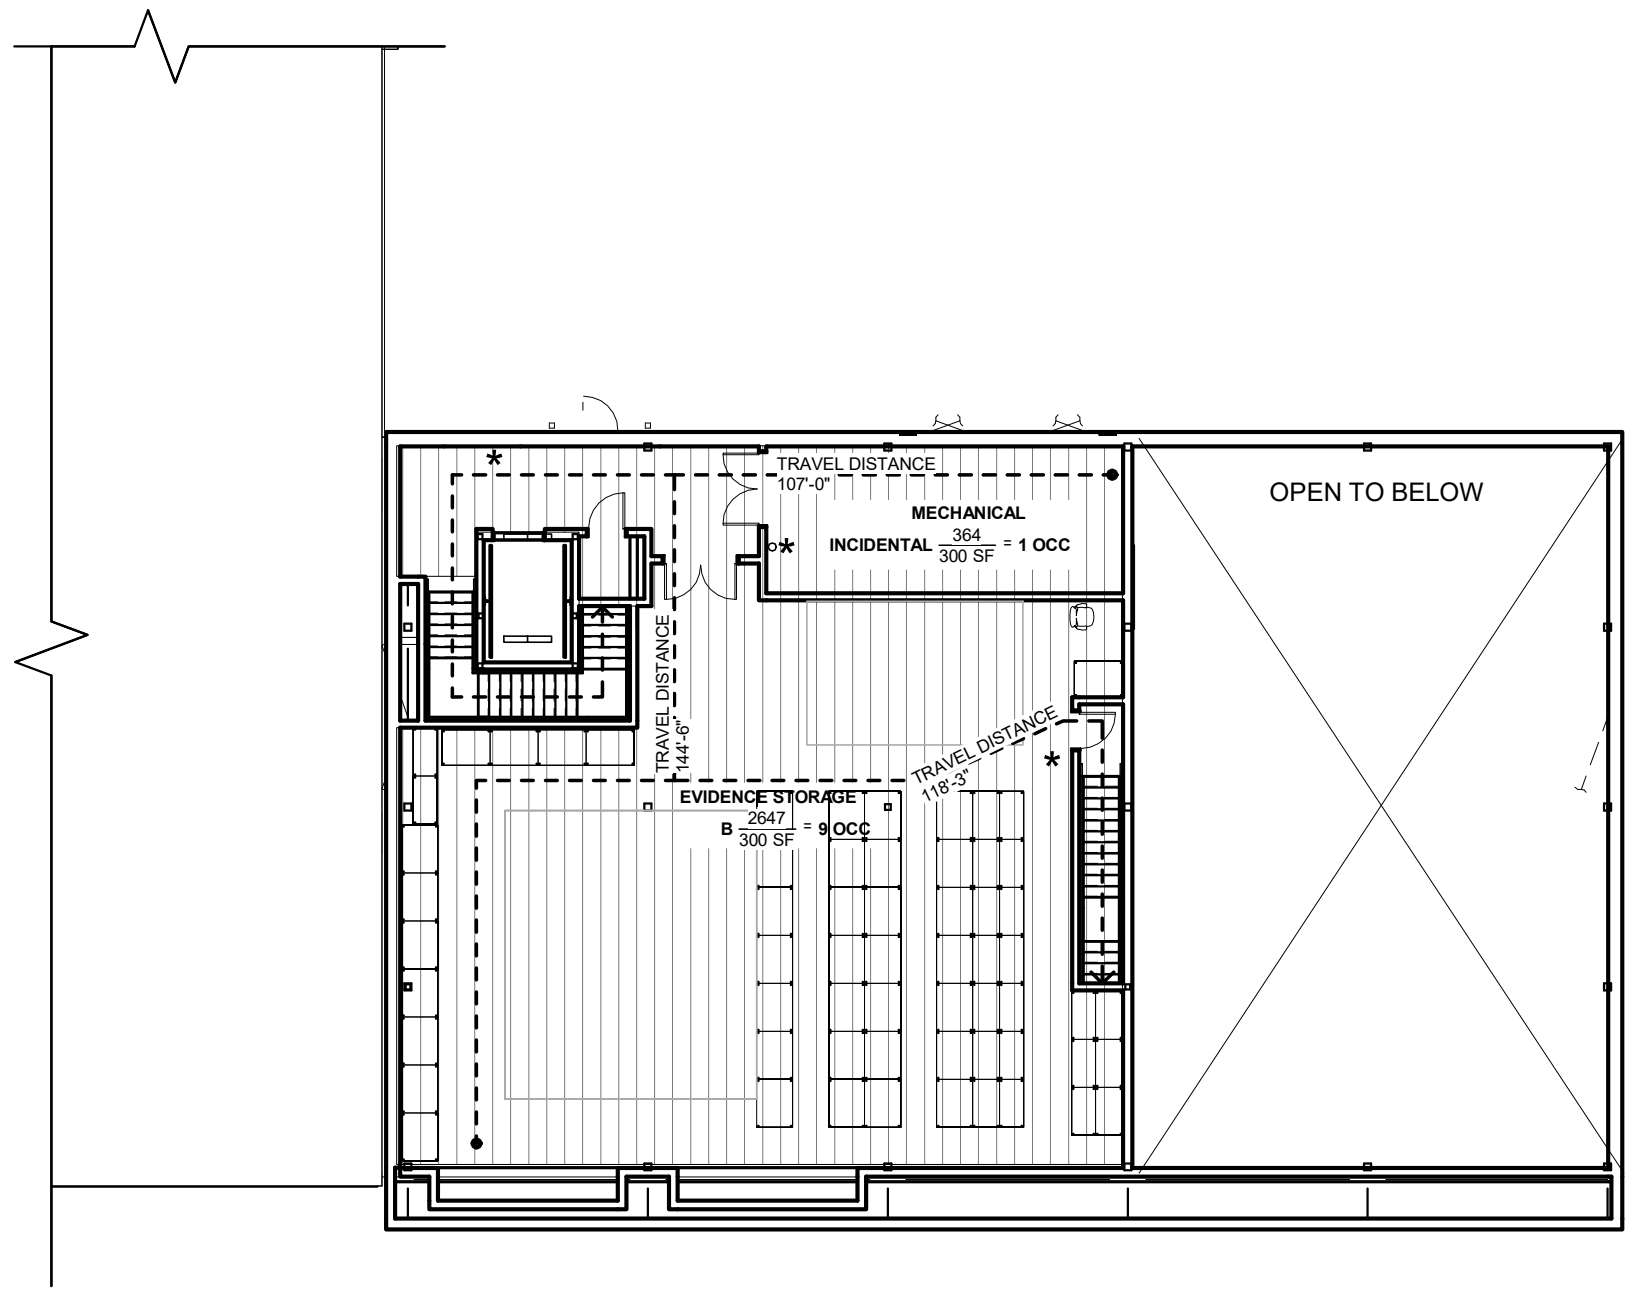 TRAVEL DISTANCE
107'-0"
OPEN TO BELOW
MECHANICAL
INCIDENTAL 364 / 300 SF = 1 OCC
TRAVEL DISTANCE
144'-6"
TRAVEL DISTANCE
118'-3"
EVIDENCE STORAGE
B 2647 / 300 SF = 9 OCC